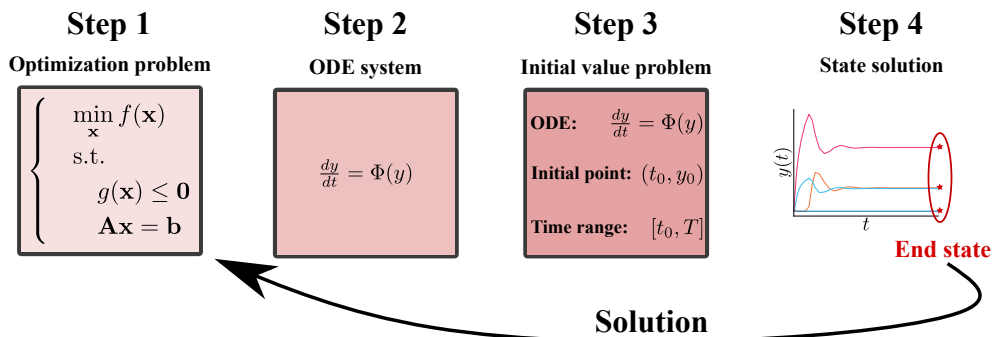 Step 1
Optimization problem
min f(x)
x
s.t.
g(x) ≤ 0
Ax = b
Step 2
ODE system
dy/dt = Φ(y)
Step 3
Initial value problem
ODE: dy/dt = Φ(y)
Initial point: (t₀, y₀)
Time range: [t₀, T]
Step 4
State solution
y(t)
t
End state
Solution